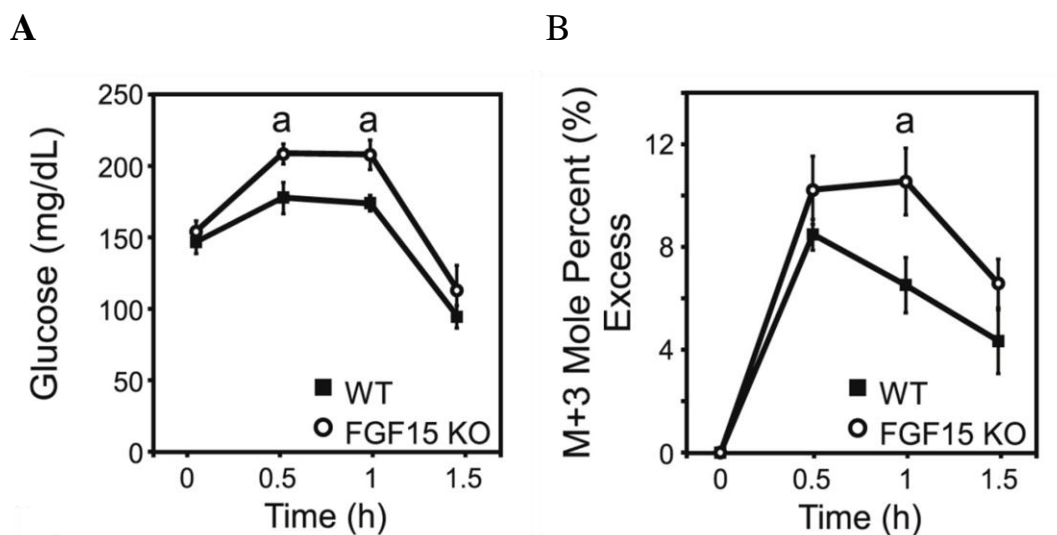 A
B
Glucose (mg/dL)
250
200
150
100
50
0
a a
WT
FGF15 KO
0 0.5 1 1.5
Time (h)
M+3 Mole Percent (%)
Excess
12
8
4
0
a
WT
FGF15 KO
0 0.5 1 1.5
Time (h)